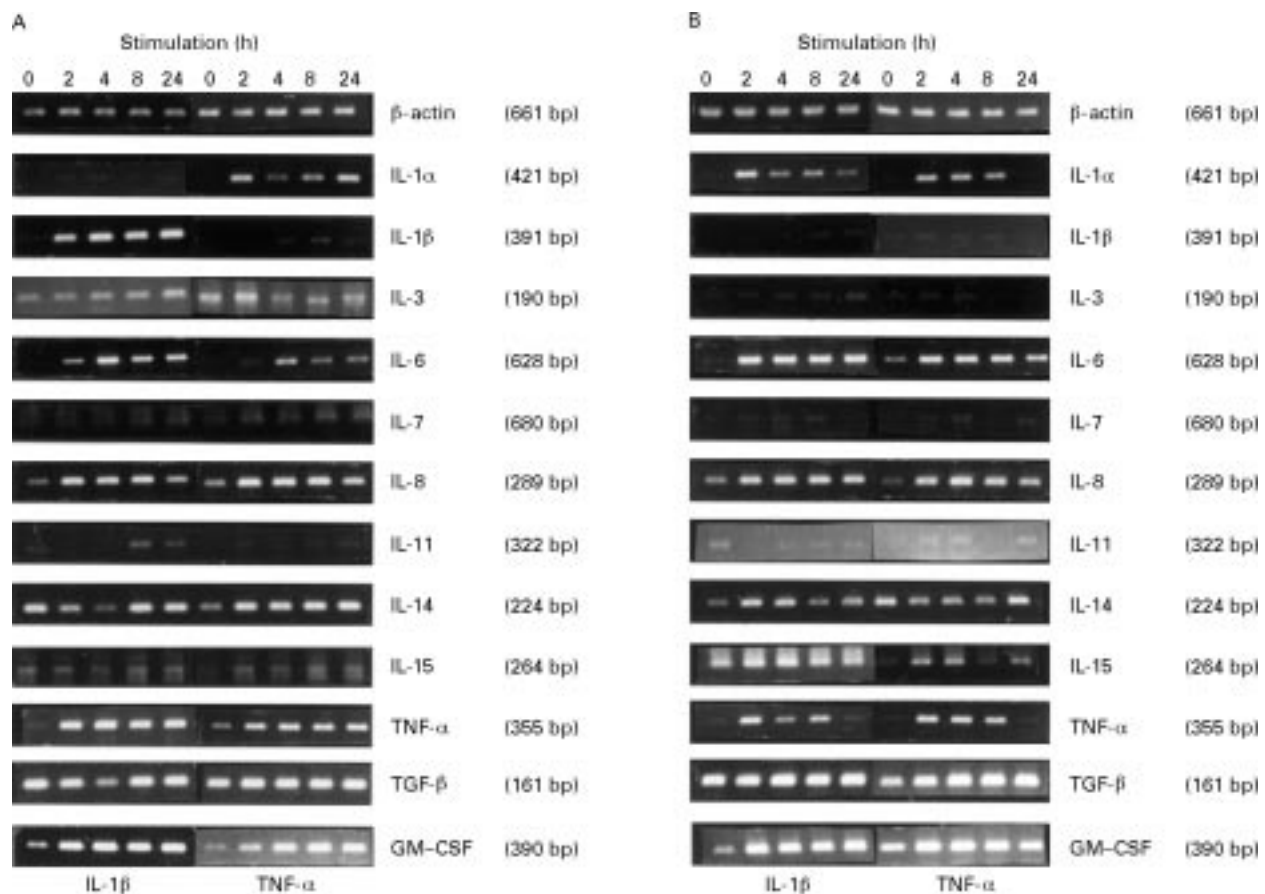 A
Stimulation (h)
0 2 4 8 24 0 2 4 8 24
β-actin (661 bp)
IL-1α (421 bp)
IL-1β (391 bp)
IL-3 (190 bp)
IL-6 (628 bp)
IL-7 (680 bp)
IL-8 (289 bp)
IL-11 (322 bp)
IL-14 (224 bp)
IL-15 (264 bp)
TNF-α (355 bp)
TGF-β (161 bp)
GM–CSF (390 bp)
IL-1β TNF-α
B
Stimulation (h)
0 2 4 8 24 0 2 4 8 24
β-actin (661 bp)
IL-1α (421 bp)
IL-1β (391 bp)
IL-3 (190 bp)
IL-6 (628 bp)
IL-7 (680 bp)
IL-8 (289 bp)
IL-11 (322 bp)
IL-14 (224 bp)
IL-15 (264 bp)
TNF-α (355 bp)
TGF-β (161 bp)
GM–CSF (390 bp)
IL-1β TNF-α